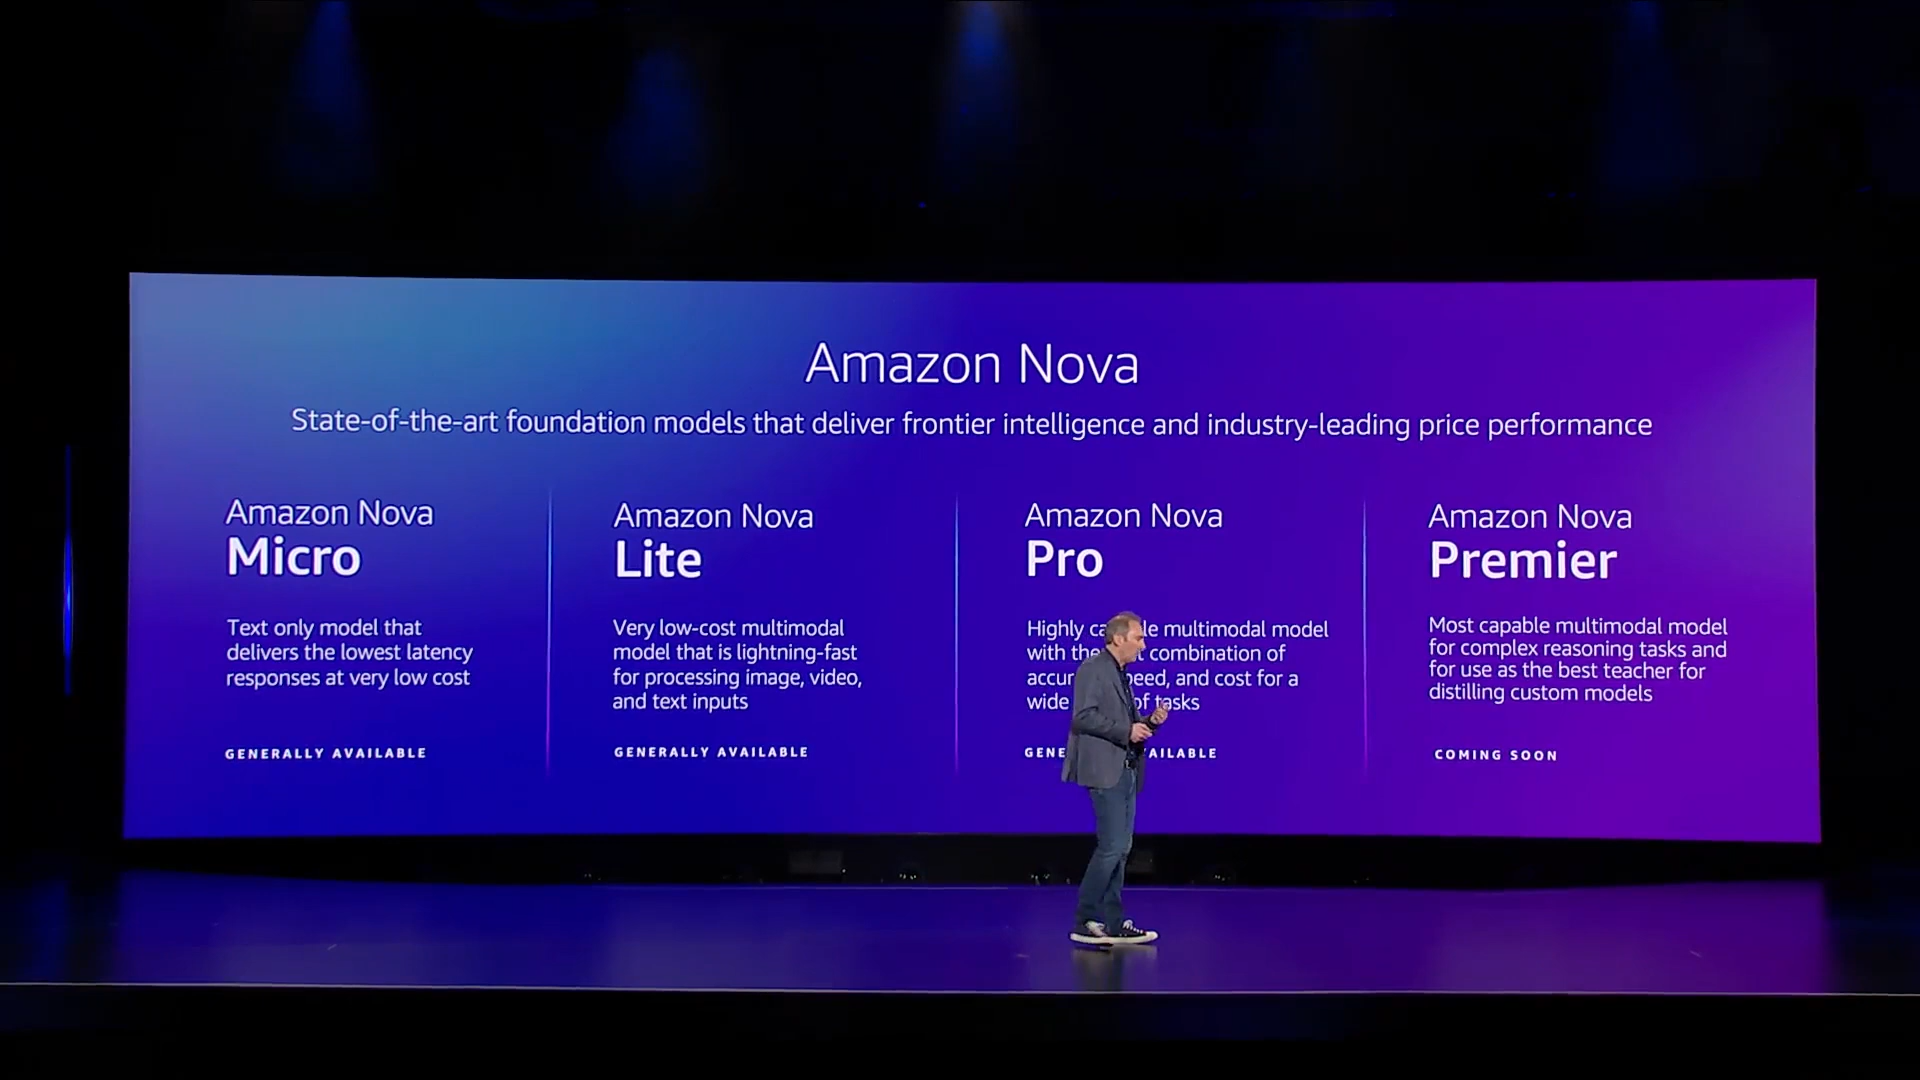 Amazon Nova
State-of-the-art foundation models that deliver frontier intelligence and industry-leading price performance
Amazon Nova
Micro
Text only model that
delivers the lowest latency
responses at very low cost
GENERALLY AVAILABLE
Amazon Nova
Lite
Very low-cost multimodal
model that is lightning-fast
for processing image, video,
and text inputs
GENERALLY AVAILABLE
Amazon Nova
Pro
Highly multimodal model
with combination of
and cost for a
wide of tasks
Amazon Nova
Premier
Most capable multimodal model
for complex reasoning tasks and
for use as the best teacher for
distilling custom models
COMING SOON